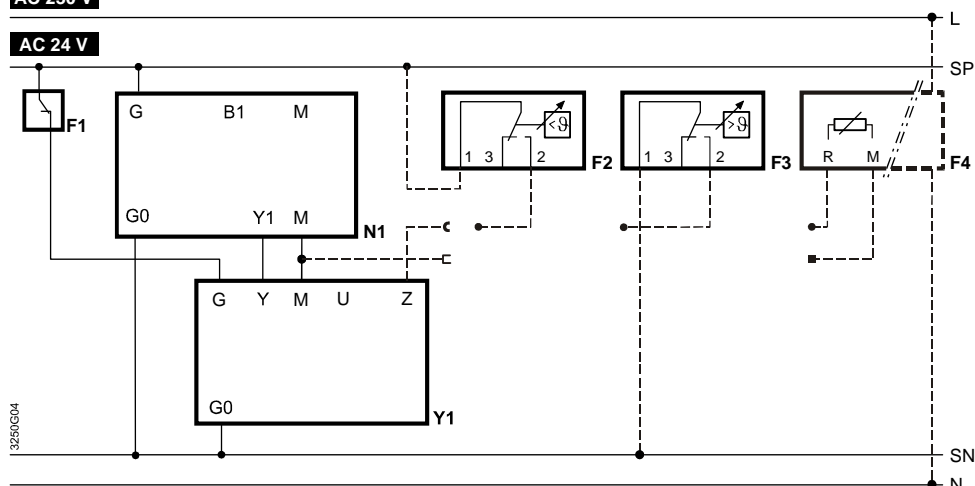 AC 230 V
L
AC 24 V
SP
F1
G B1 M
G0 Y1 M
N1
1 3 2
<ϑ
F2
1 3 2
>ϑ
F3
R M
F4
G Y M U Z
G0
Y1
3250G04
SN
N